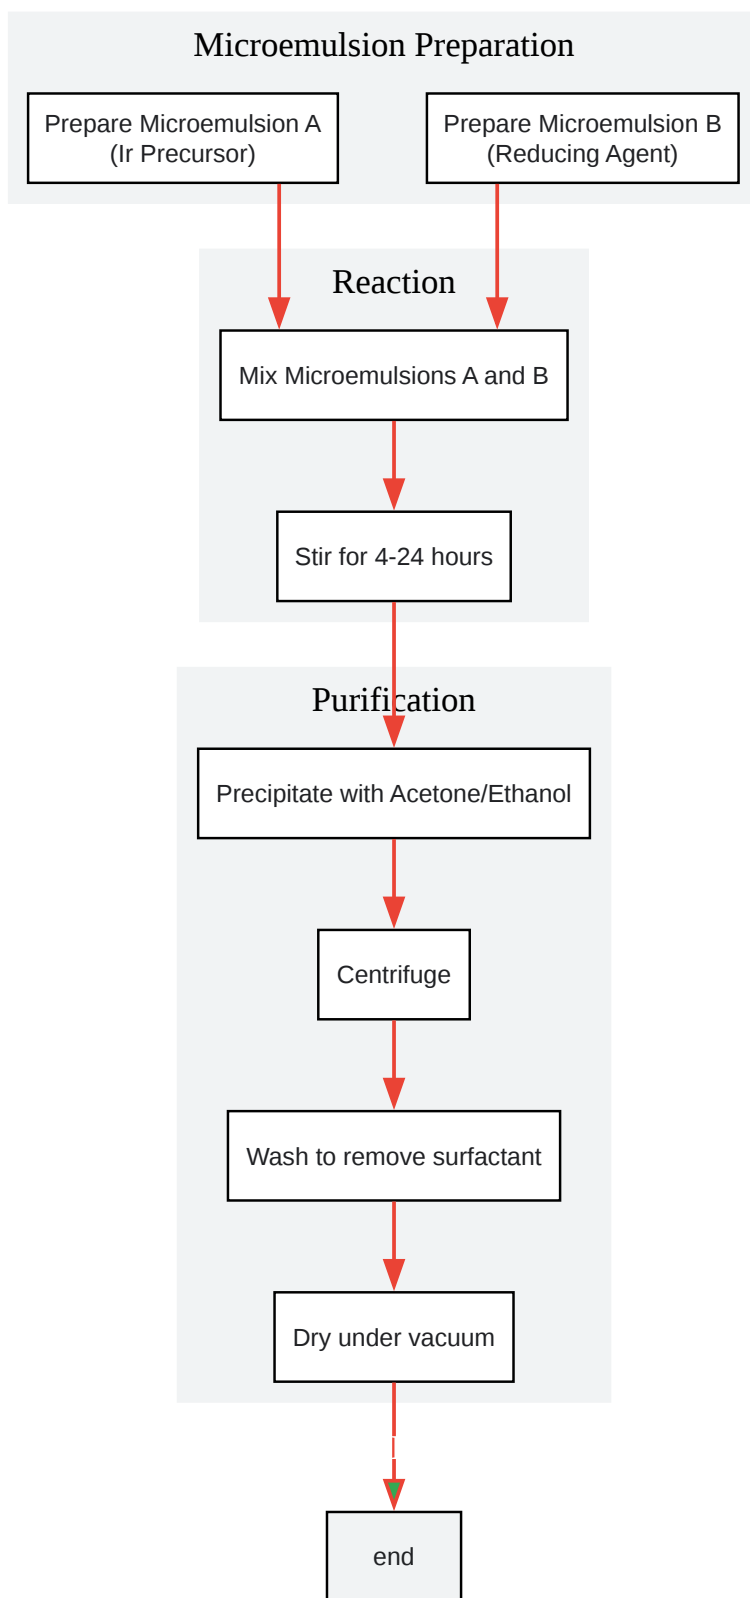 Microemulsion Preparation
Prepare Microemulsion A
(Ir Precursor)
Prepare Microemulsion B
(Reducing Agent)
Reaction
Mix Microemulsions A and B
Stir for 4-24 hours
Purification
Precipitate with Acetone/Ethanol
Centrifuge
Wash to remove surfactant
Dry under vacuum
end